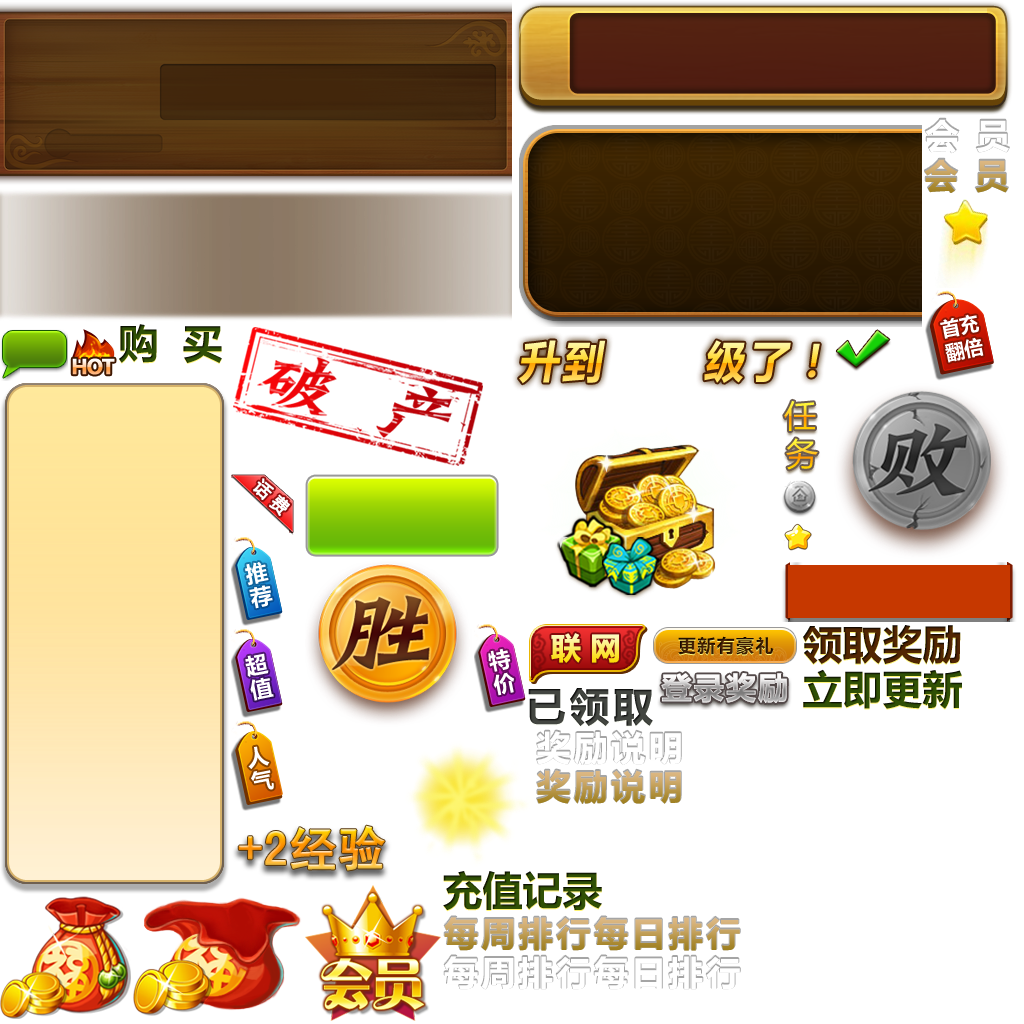 会 员
会 员
首充
翻倍
HOT
购 买
破 产
升到 级了！
任
务
败
话费
推
荐
胜
超
值
特
价
联 网
更新有豪礼
领取奖励
登录奖励
立即更新
已领取
奖励说明
奖励说明
人
气
+2经验
充值记录
每周排行每日排行
每周排行每日排行
福
福
会员